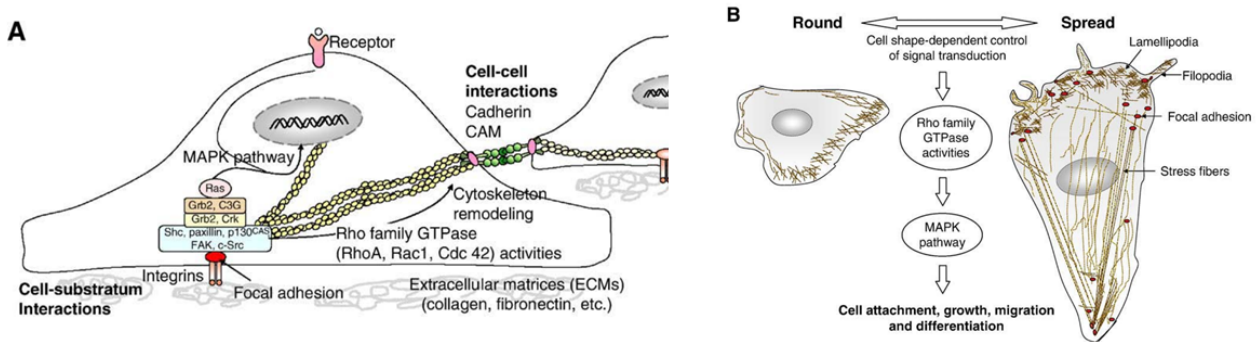 A
Receptor
Cell-cell
interactions
Cadherin
CAM
MAPK pathway
Ras
Grb2, C3G
Grb2, Crk
Shc, paxillin, p130CAS
FAK, c-Src
Cytoskeleton
remodeling
Rho family GTPase
(RhoA, Rac1, Cdc 42) activities
Integrins
Focal adhesion
Cell-substratum
Interactions
Extracellular matrices (ECMs)
(collagen, fibronectin, etc.)
B
Round
Spread
Cell shape-dependent control
of signal transduction
Lamellipodia
Filopodia
Rho family
GTPase
activities
Focal adhesion
Stress fibers
MAPK
pathway
Cell attachment, growth, migration
and differentiation